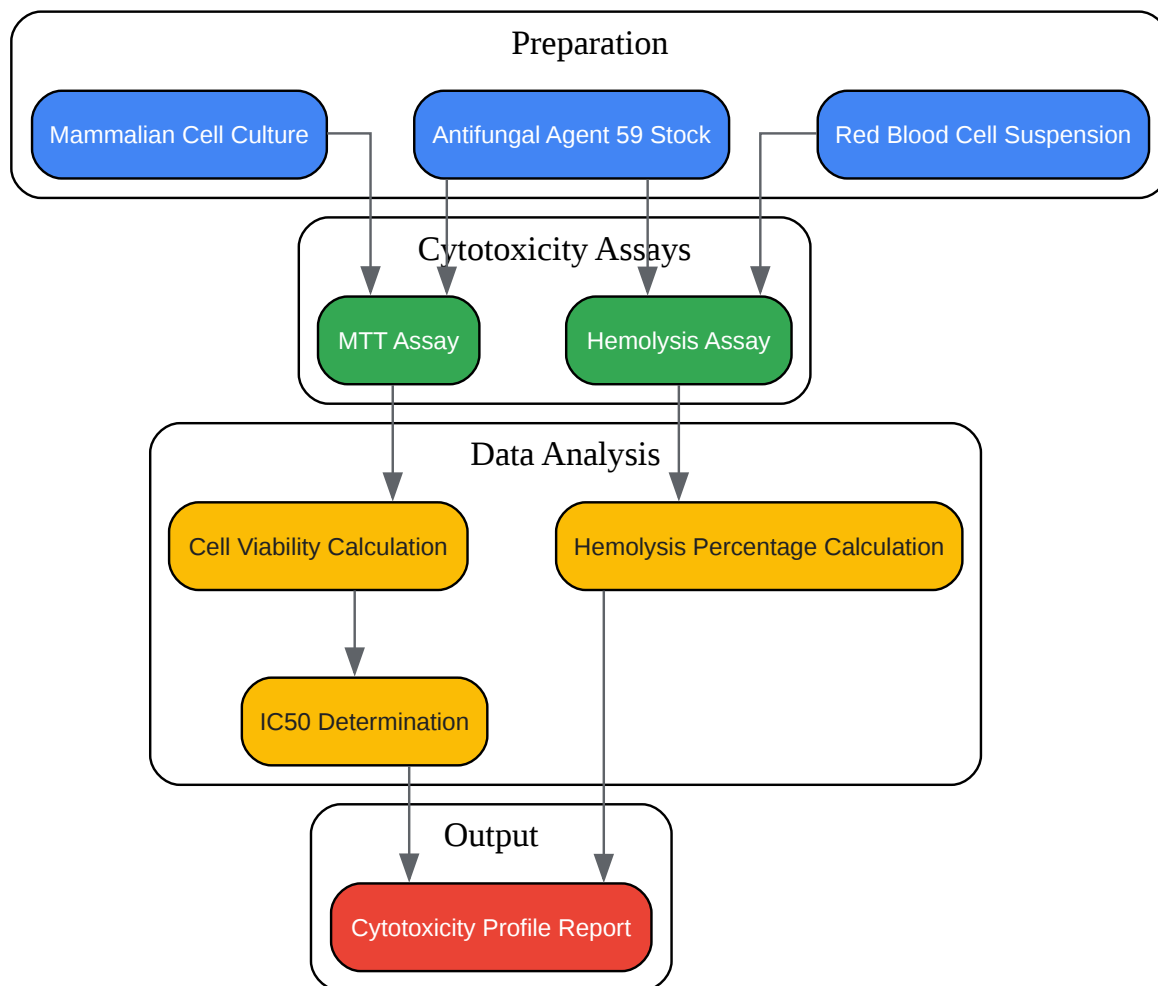 Preparation
Mammalian Cell Culture
Antifungal Agent 59 Stock
Red Blood Cell Suspension
Cytotoxicity Assays
MTT Assay
Hemolysis Assay
Data Analysis
Cell Viability Calculation
Hemolysis Percentage Calculation
IC50 Determination
Output
Cytotoxicity Profile Report